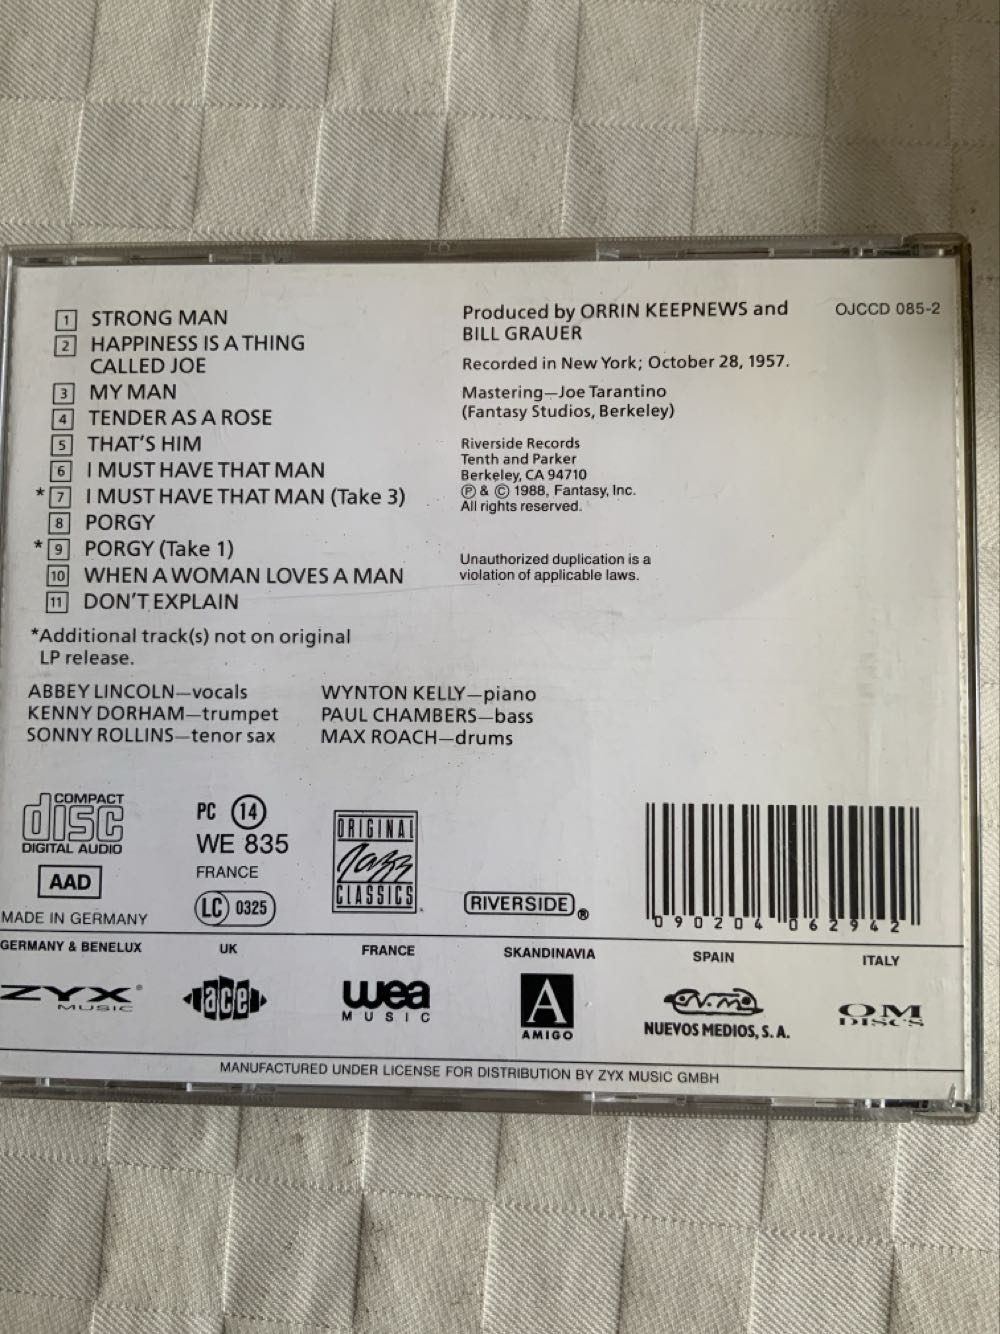 1 STRONG MAN
2 HAPPINESS IS A THING
CALLED JOE
3 MY MAN
4 TENDER AS A ROSE
5 THAT'S HIM
6 I MUST HAVE THAT MAN
*7 I MUST HAVE THAT MAN (Take 3)
8 PORGY
*9 PORGY (Take 1)
10 WHEN A WOMAN LOVES A MAN
11 DON'T EXPLAIN
*Additional track(s) not on original
LP release.
Produced by ORRIN KEEPNEWS and
BILL GRAUER
Recorded in New York; October 28, 1957.
Mastering—Joe Tarantino
(Fantasy Studios, Berkeley)
Riverside Records
Tenth and Parker
Berkeley, CA 94710
Ⓟ & © 1988, Fantasy, Inc.
All rights reserved.
Unauthorized duplication is a
violation of applicable laws.
OJCCD 085-2
ABBEY LINCOLN—vocals
KENNY DORHAM—trumpet
SONNY ROLLINS—tenor sax
WYNTON KELLY—piano
PAUL CHAMBERS—bass
MAX ROACH—drums
COMPACT
disc
DIGITAL AUDIO
AAD
MADE IN GERMANY
PC 14
WE 835
FRANCE
LC 0325
ORIGINAL
Jazz
CLASSICS
RIVERSIDE®
090204 062942
GERMANY & BENELUX
ZYX®
MUSIC
UK
ace
FRANCE
wea
MUSIC
SKANDINAVIA
A
AMIGO
SPAIN
N.M.
NUEVOS MEDIOS, S.A.
ITALY
OM
DISCS
MANUFACTURED UNDER LICENSE FOR DISTRIBUTION BY ZYX MUSIC GMBH